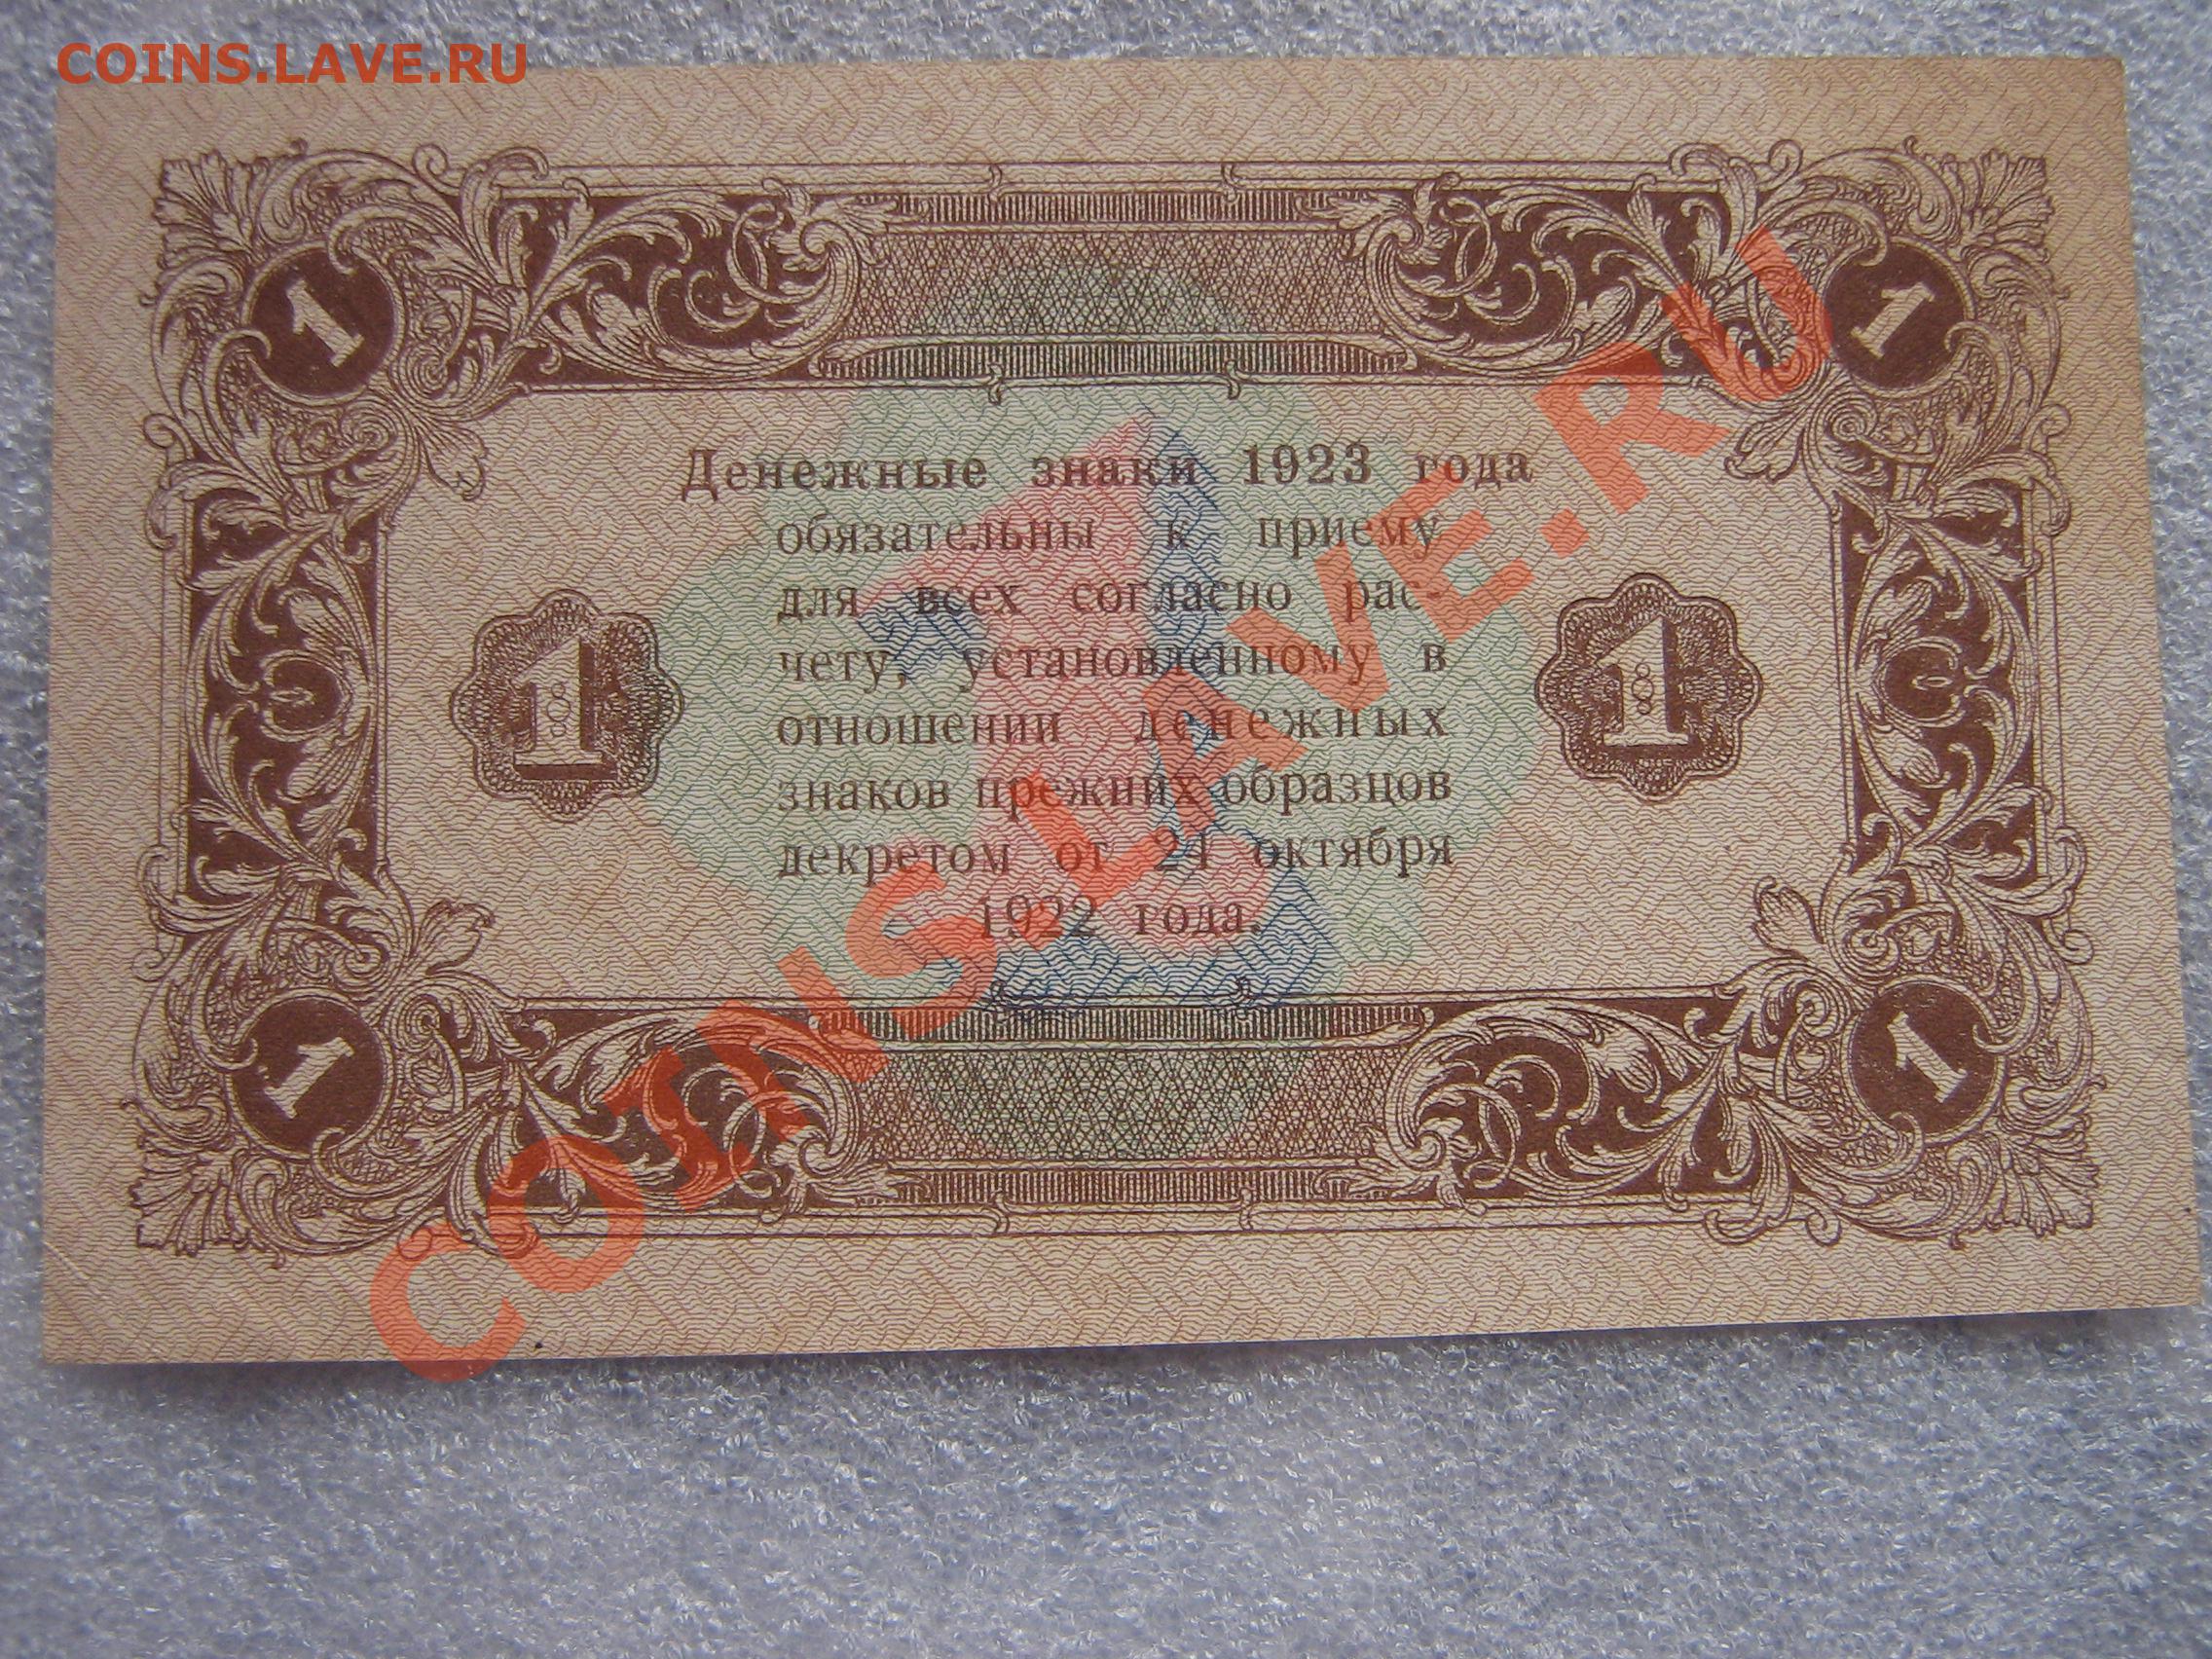 COINS.LAVE.RU
1
1
Денежные знаки 1923 года
обязательны к приему
для всех согласно рас-
чету, установленному в
отношении денежных
знаков прежних образцов
декретом от 24 октября
1922 года.
1
1
1
1
COINS.LAVE.RU